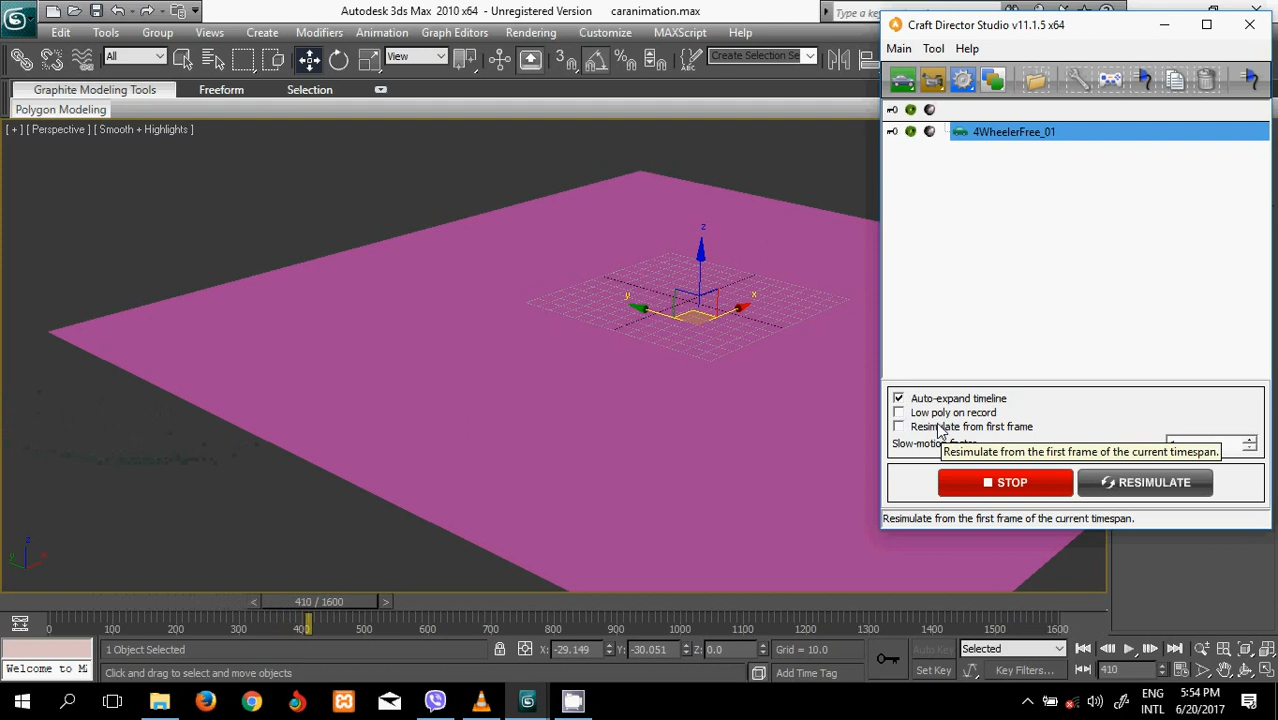 Autodesk 3ds Max 2010 x64 - Unregistered Version caranimation.max
Edit Tools Group Views Create Modifiers Animation Graph Editors Rendering Customize MAXScript Help
All
View
3
Create Selection Se
Graphite Modeling Tools Freeform Selection
Polygon Modeling
[ + ] [ Perspective ] [ Smooth + Highlights ]
z
y
x
Craft Director Studio v11.1.5 x64
Main Tool Help
4WheelerFree_01
Auto-expand timeline
Low poly on record
Resimulate from first frame
Slow-motion factor
Resimulate from the first frame of the current timespan.
STOP
RESIMULATE
Resimulate from the first frame of the current timespan.
z
< 410 / 1600 >
0 100 200 300 400 500 600 700 800 900 1000 1100 1200 1300 1400 1500 1600
1 Object Selected
X: -29.149 Y: -30.051 Z: 0.0 Grid = 10.0
Auto Key Selected
Welcome to M
Click and drag to select and move objects
Add Time Tag
Set Key Key Filters... 410
ENG
INTL
5:54 PM
6/20/2017